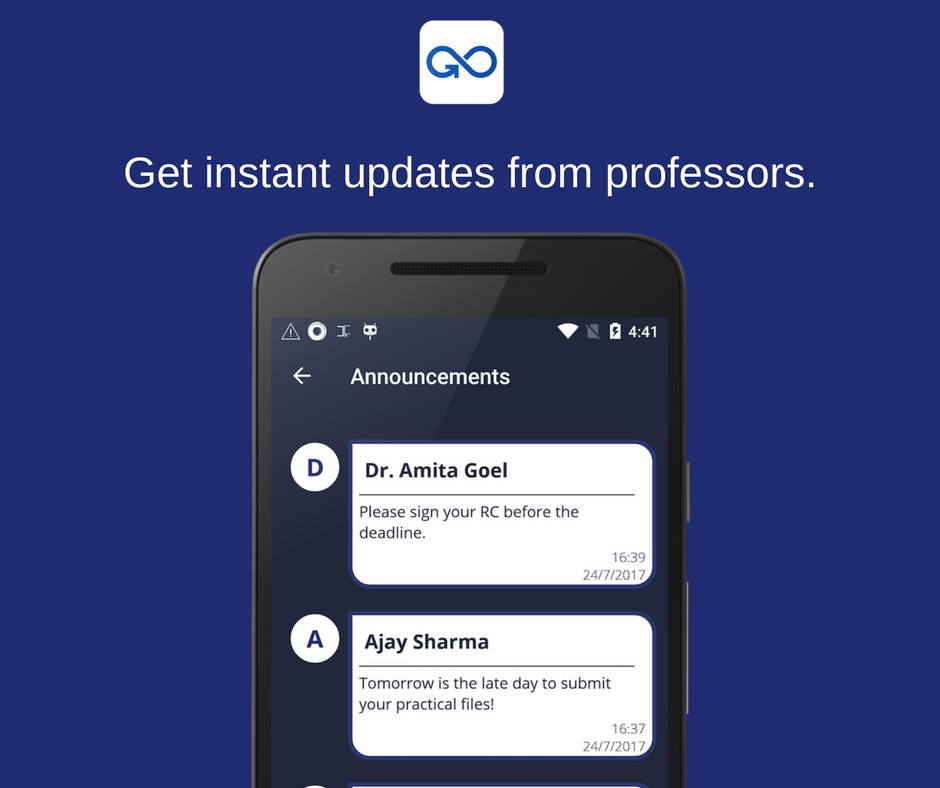 GO
Get instant updates from professors.
4:41
Announcements
D
Dr. Amita Goel
Please sign your RC before the
deadline.
16:39
24/7/2017
A
Ajay Sharma
Tomorrow is the late day to submit
your practical files!
16:37
24/7/2017